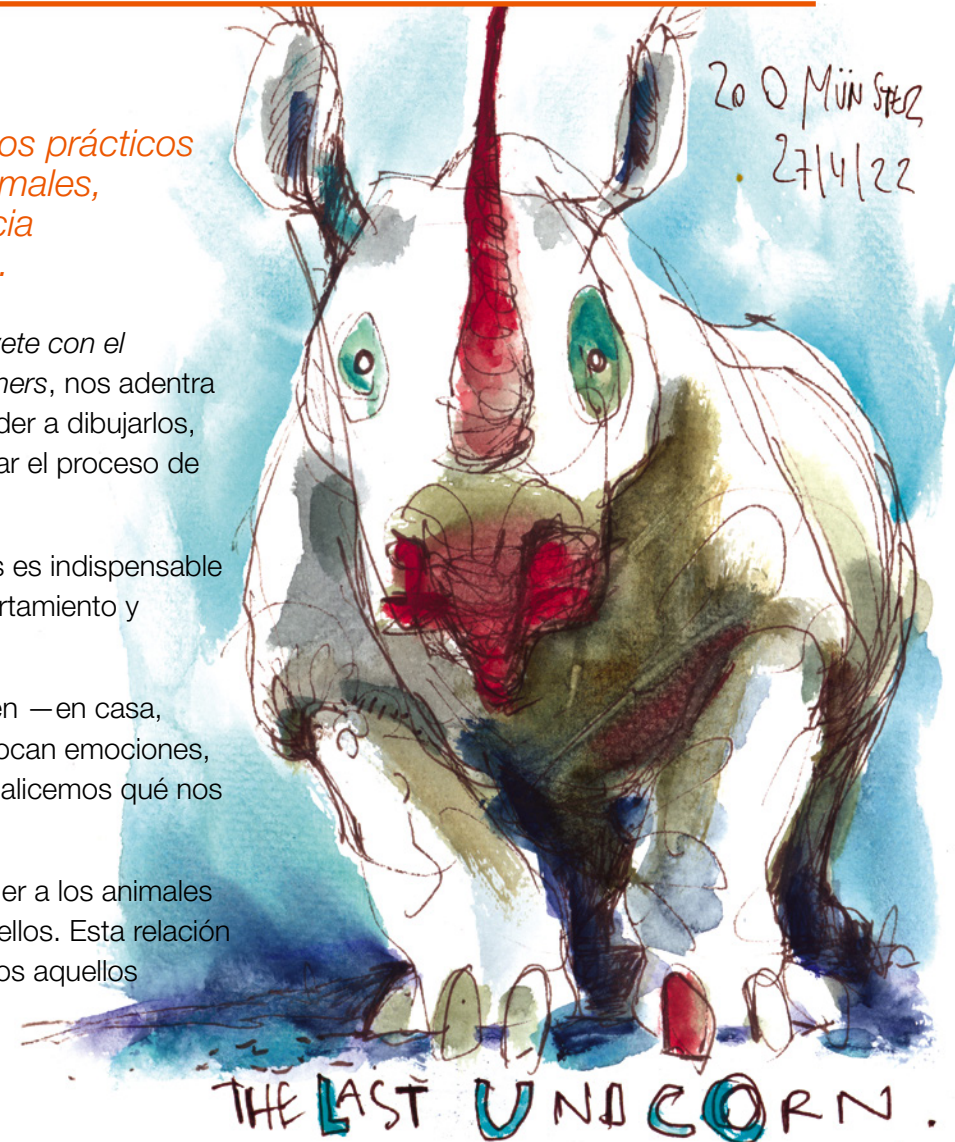 os prácticos
males,
cia
.
ete con el
ners, nos adentra
der a dibujarlos,
ar el proceso de
s es indispensable
rtamiento y
en —en casa,
ocan emociones,
alicemos qué nos
er a los animales
ellos. Esta relación
os aquellos
ZOO MÜNSTER
27/4/22
THE LAST UNICORN.